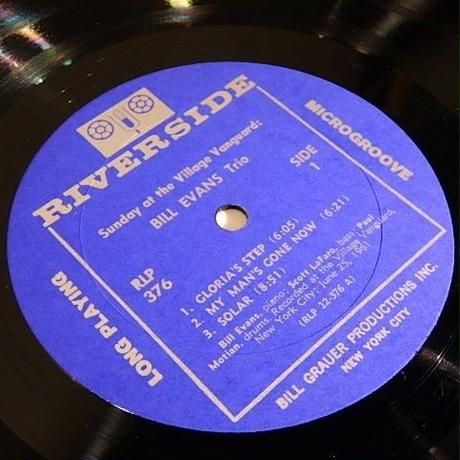 RIVERSIDE
Sunday at the Village Vanguard:
BILL EVANS Trio
SIDE
1
RLP
376
1. GLORIA'S STEP (6:05)
2. MY MAN'S GONE NOW (6:21)
3. SOLAR (8:51)
Bill Evans, piano; Scott LaFaro, bass; Paul
Motian, drums. Recorded at the Village Vanguard,
New York City; June 25, 1961
(RLP 12-376 A)
LONG PLAYING
MICROGROOVE
BILL GRAUER PRODUCTIONS INC.
NEW YORK CITY